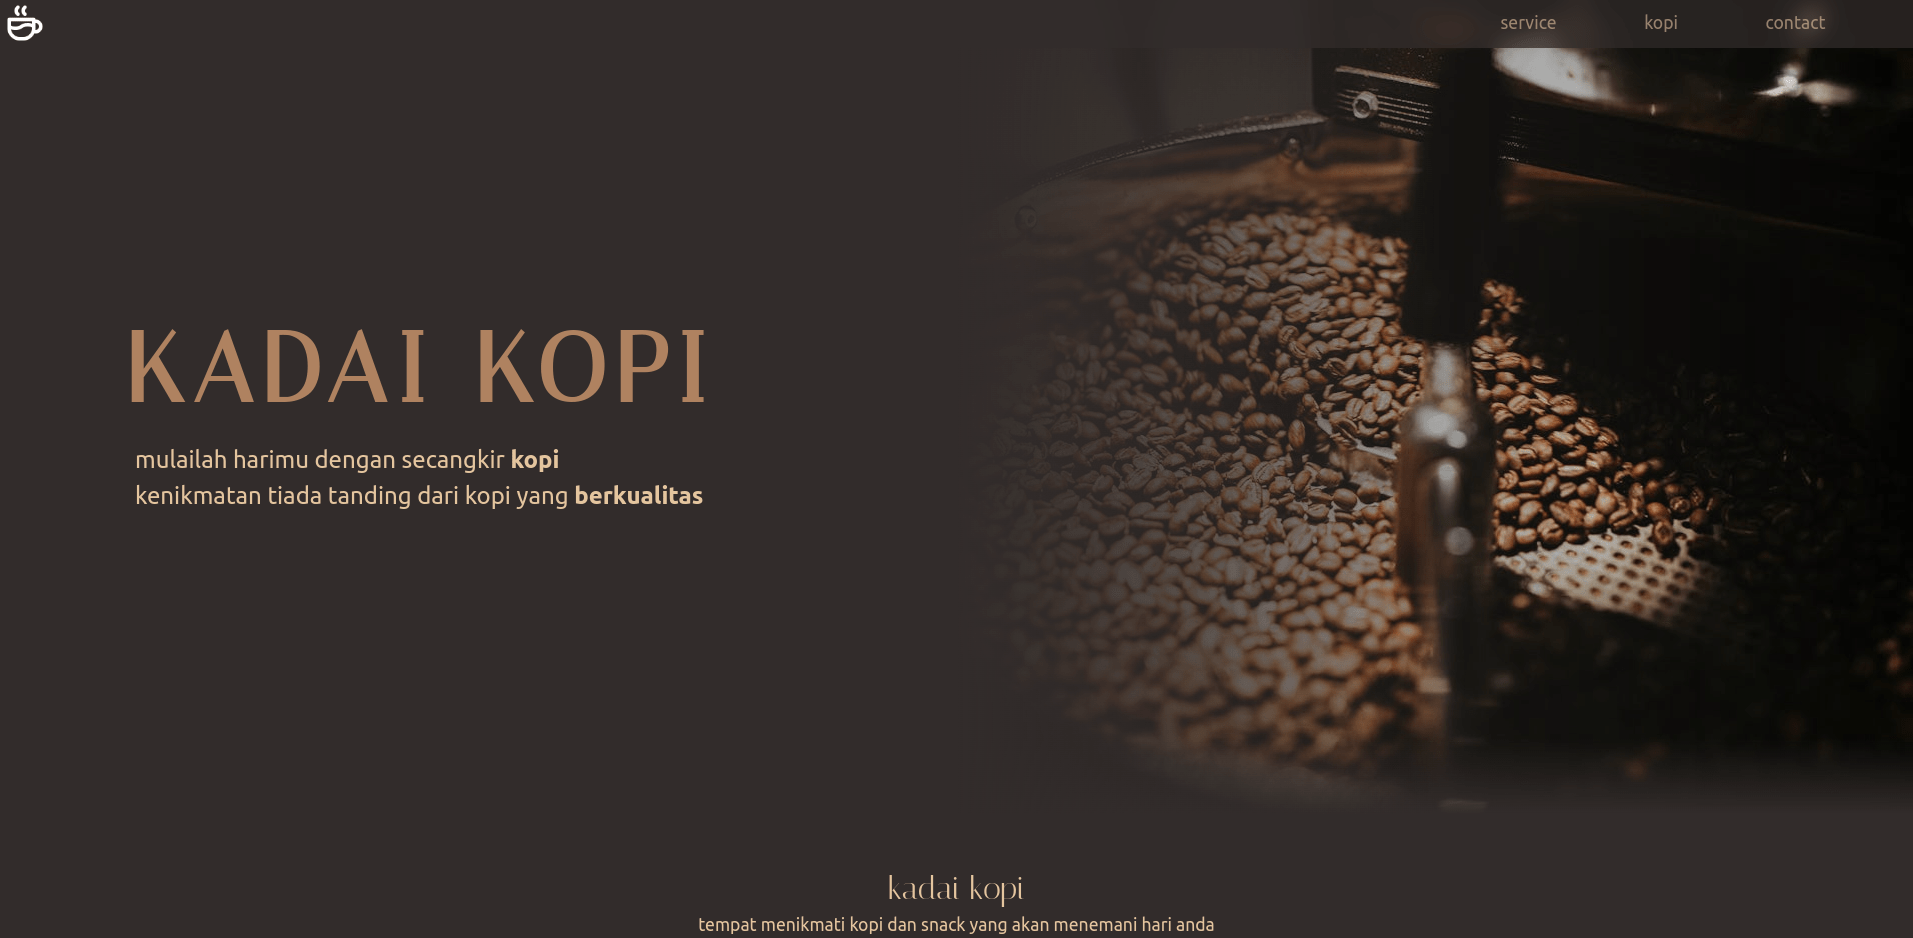 service kopi contact
KADAI KOPI
mulailah harimu dengan secangkir kopi
kenikmatan tiada tanding dari kopi yang berkualitas
kadai kopi
tempat menikmati kopi dan snack yang akan menemani hari anda